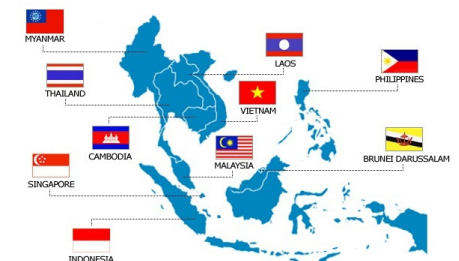 MYANMAR
LAOS
PHILIPPINES
THAILAND
VIETNAM
CAMBODIA
MALAYSIA
BRUNEI DARUSSALAM
SINGAPORE
INDONESIA